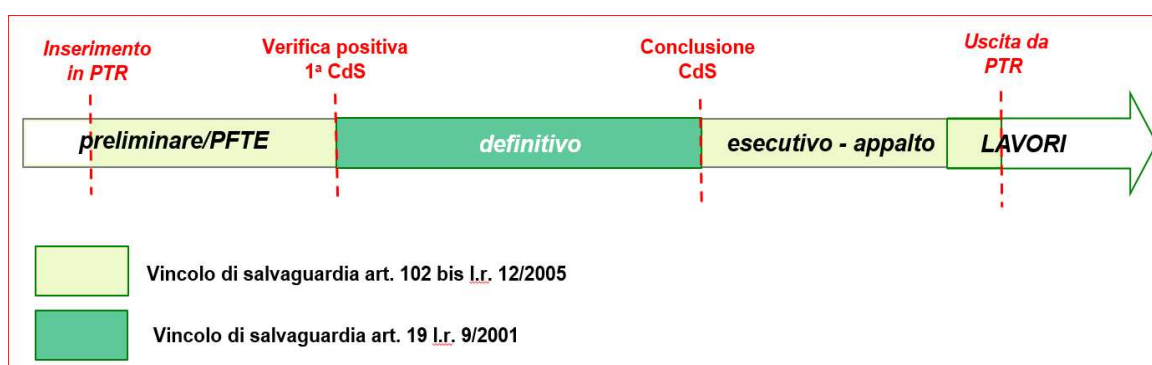 Inserimento
in PTR
Verifica positiva
1ª CdS
Conclusione
CdS
Uscita da
PTR
preliminare/PFTE
definitivo
esecutivo - appalto
LAVORI
Vincolo di salvaguardia art. 102 bis l.r. 12/2005
Vincolo di salvaguardia art. 19 l.r. 9/2001